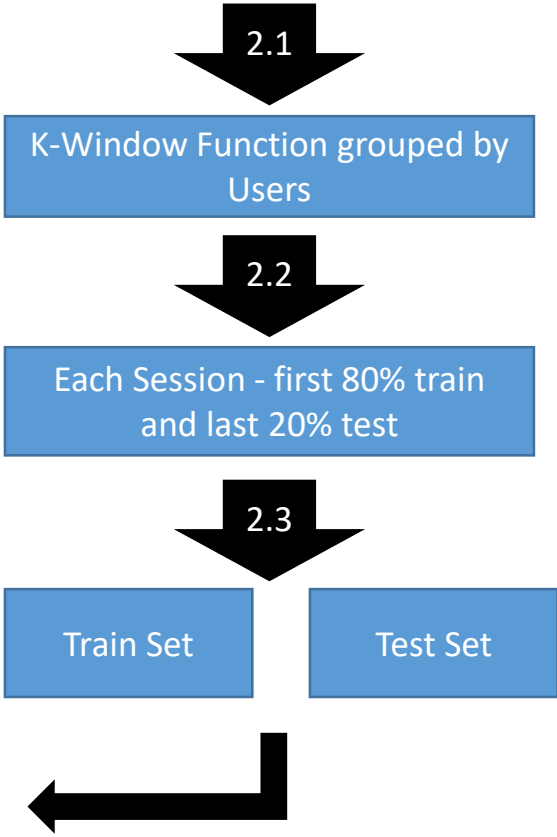 2.1
K-Window Function grouped by
Users
2.2
Each Session - first 80% train
and last 20% test
2.3
Train Set
Test Set